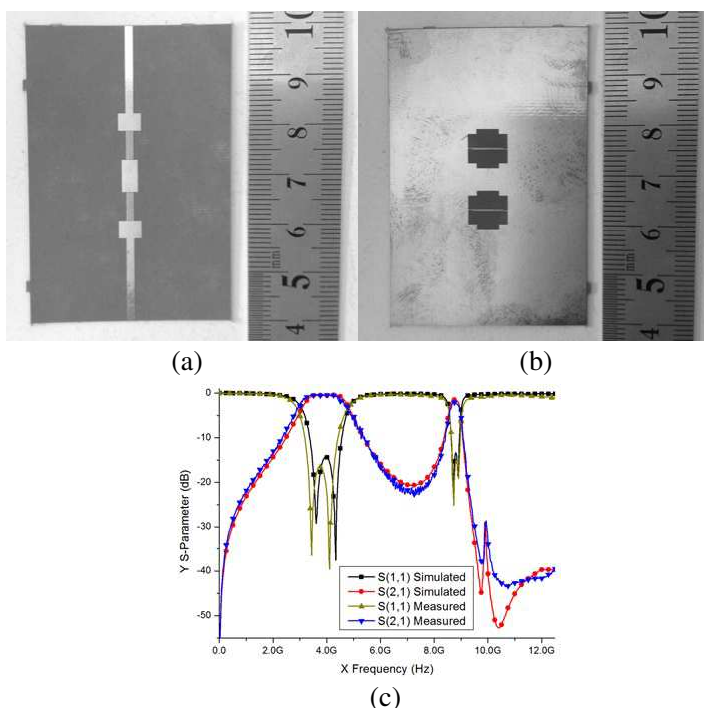 10
9
8
7
6
mm
5
4
10
9
8
7
6
mm
5
4
(a)
(b)
0
-10
-20
-30
-40
-50
Y S-Parameter (dB)
S(1,1) Simulated
S(2,1) Simulated
S(1,1) Measured
S(2,1) Measured
0.0
2.0G
4.0G
6.0G
8.0G
10.0G
12.0G
X Frequency (Hz)
(c)